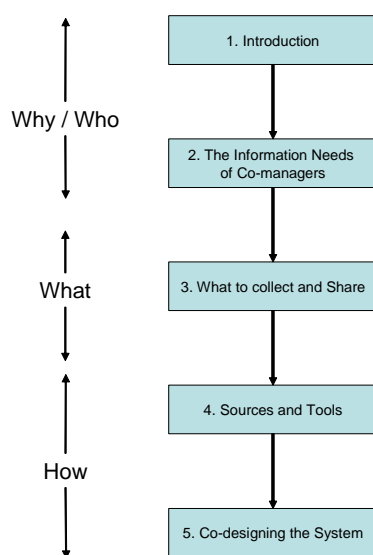 1. Introduction
Why / Who
2. The Information Needs
of Co-managers
What
3. What to collect and Share
4. Sources and Tools
How
5. Co-designing the System